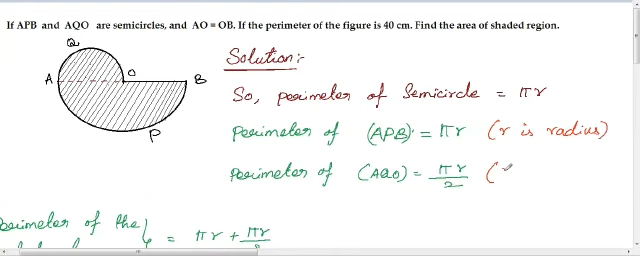 If APB and AQO are semicircles, and AO = OB. If the perimeter of the figure is 40 cm. Find the area of shaded region.
Q
A O B
P
Solution:-
So, perimeter of Semicircle = πr
Perimeter of (APB) = πr (r is radius)
Perimeter of (AQO) = πr/2 (
Perimeter of the
= πr + πr